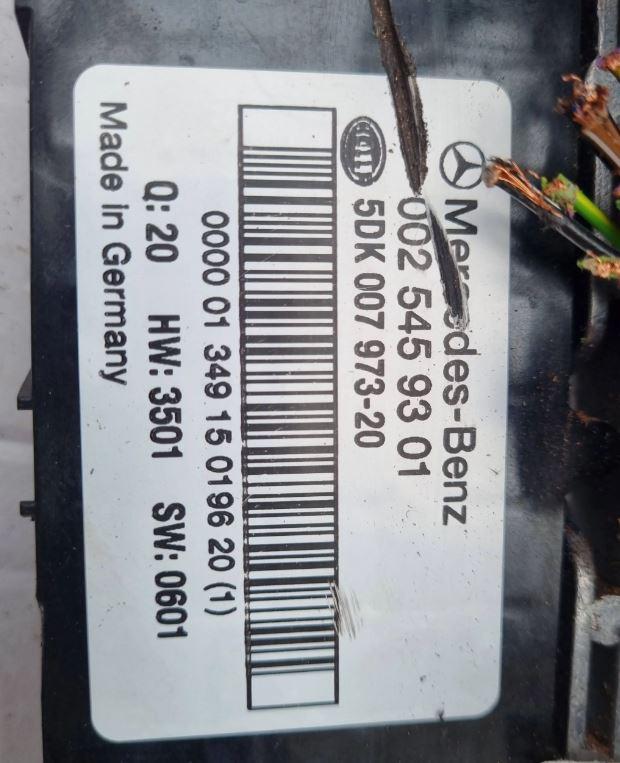 Mercedes-Benz
002 545 93 01
HELLA 5DK 007 973-20
0000 01 349 15 0196 20 (1)
Q: 20 HW: 3501 SW: 0601
Made in Germany